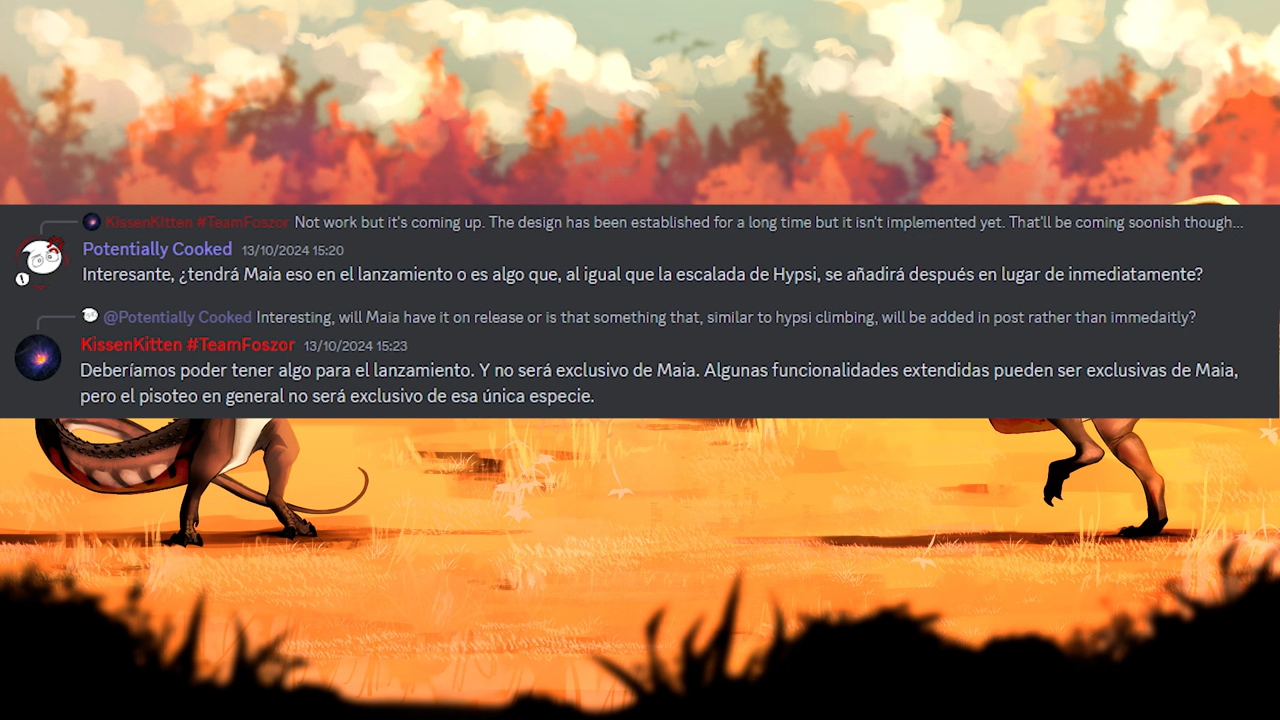 KissenKitten #TeamFoszor Not work but it's coming up. The design has been established for a long time but it isn't implemented yet. That'll be coming soonish though...
Potentially Cooked 13/10/2024 15:20
Interesante, ¿tendrá Maia eso en el lanzamiento o es algo que, al igual que la escalada de Hypsi, se añadirá después en lugar de inmediatamente?
@Potentially Cooked Interesting, will Maia have it on release or is that something that, similar to hypsi climbing, will be added in post rather than immedaitly?
KissenKitten #TeamFoszor 13/10/2024 15:23
Deberíamos poder tener algo para el lanzamiento. Y no será exclusivo de Maia. Algunas funcionalidades extendidas pueden ser exclusivas de Maia,
pero el pisoteo en general no será exclusivo de esa única especie.